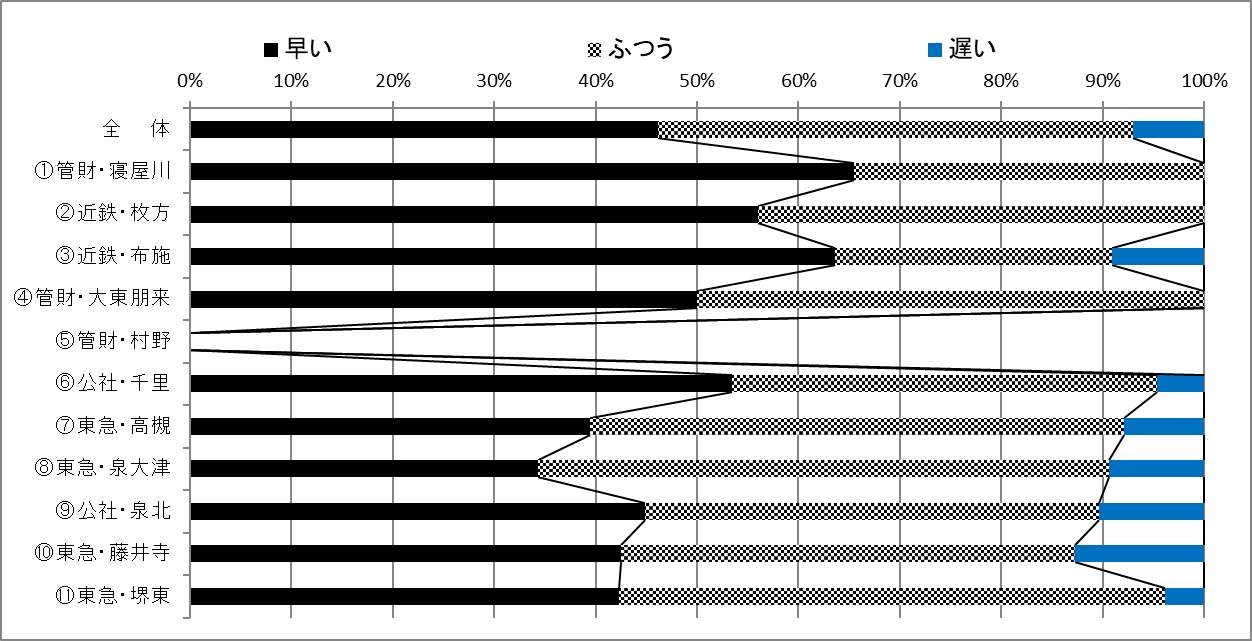 早い ふつう 遅い
0% 10% 20% 30% 40% 50% 60% 70% 80% 90% 100%
全 体
①管財・寝屋川
②近鉄・枚方
③近鉄・布施
④管財・大東朋来
⑤管財・村野
⑥公社・千里
⑦東急・高槻
⑧東急・泉大津
⑨公社・泉北
⑩東急・藤井寺
⑪東急・堺東